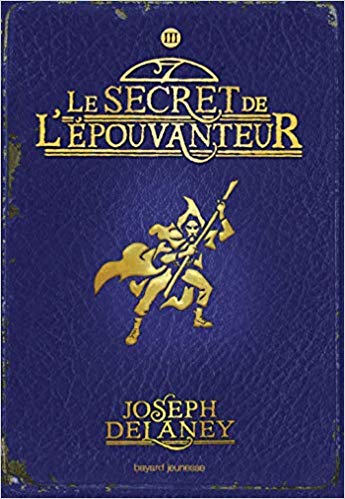 III
LE SECRET DE
L'ÉPOUVANTEUR
JOSEPH
DELANEY
bayard jeunesse